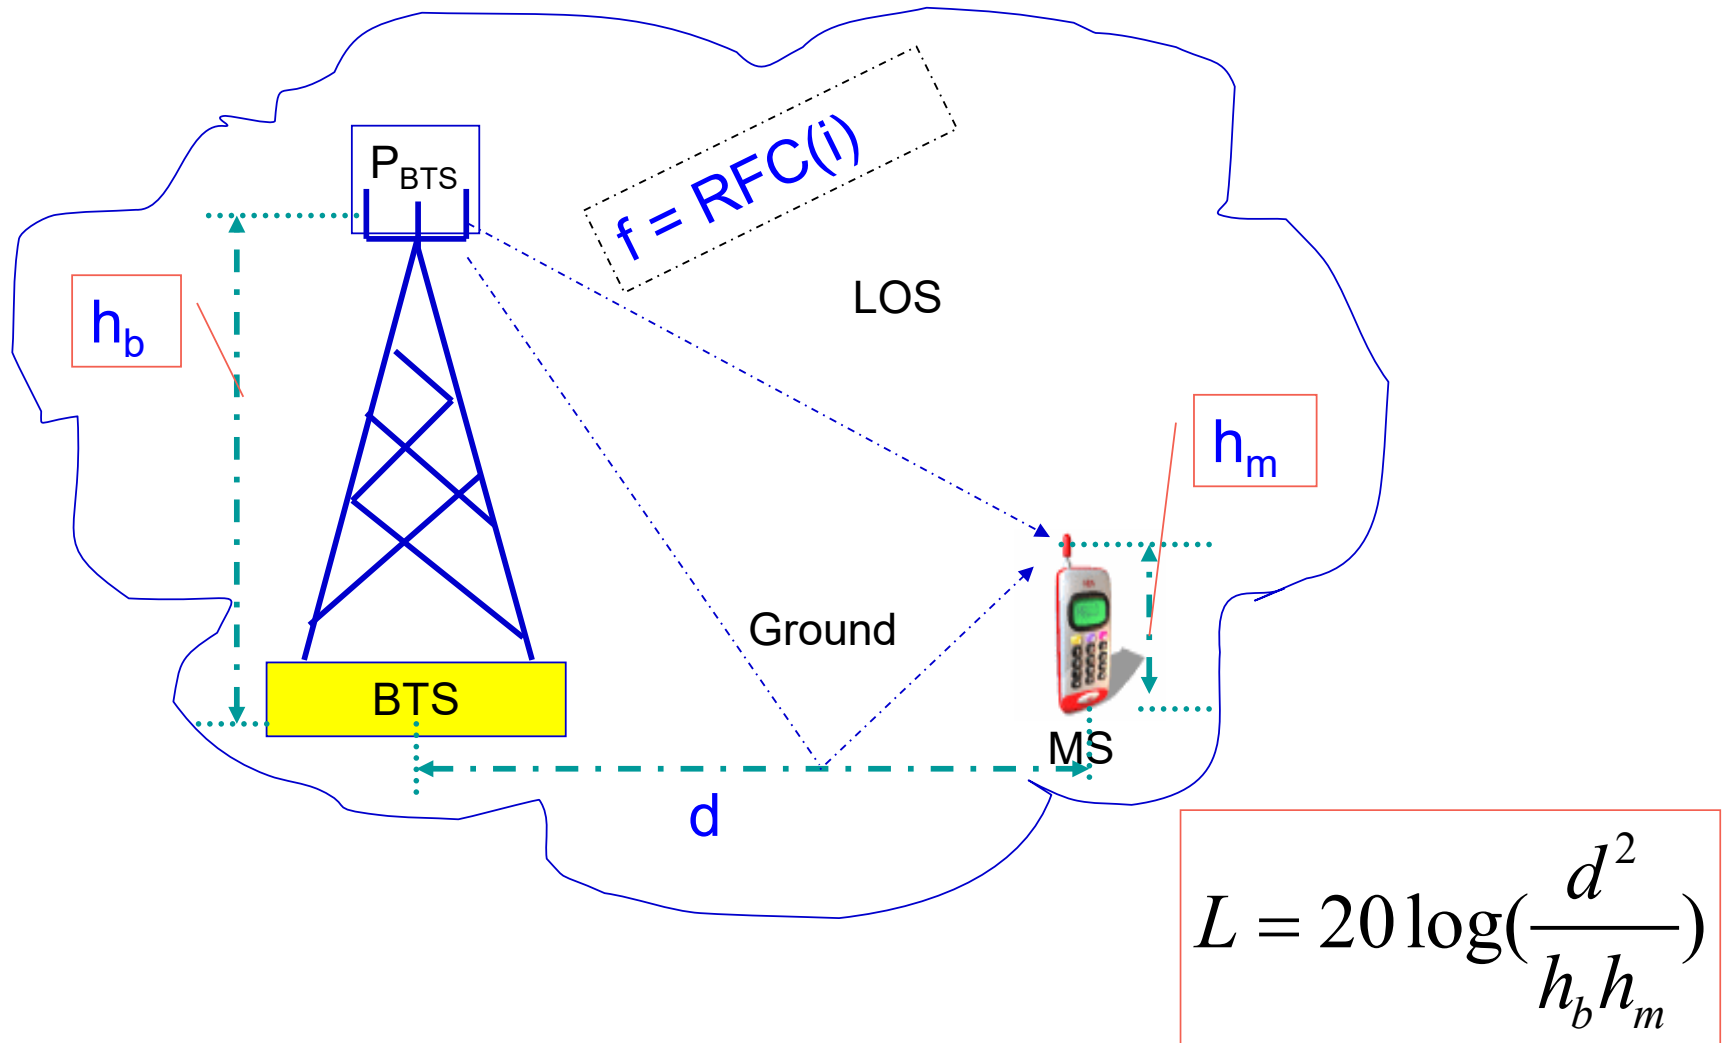 P_BTS
f = RFC(i)
h_b
LOS
h_m
Ground
BTS
MS
d
L = 20 log(d^2 / h_b h_m)